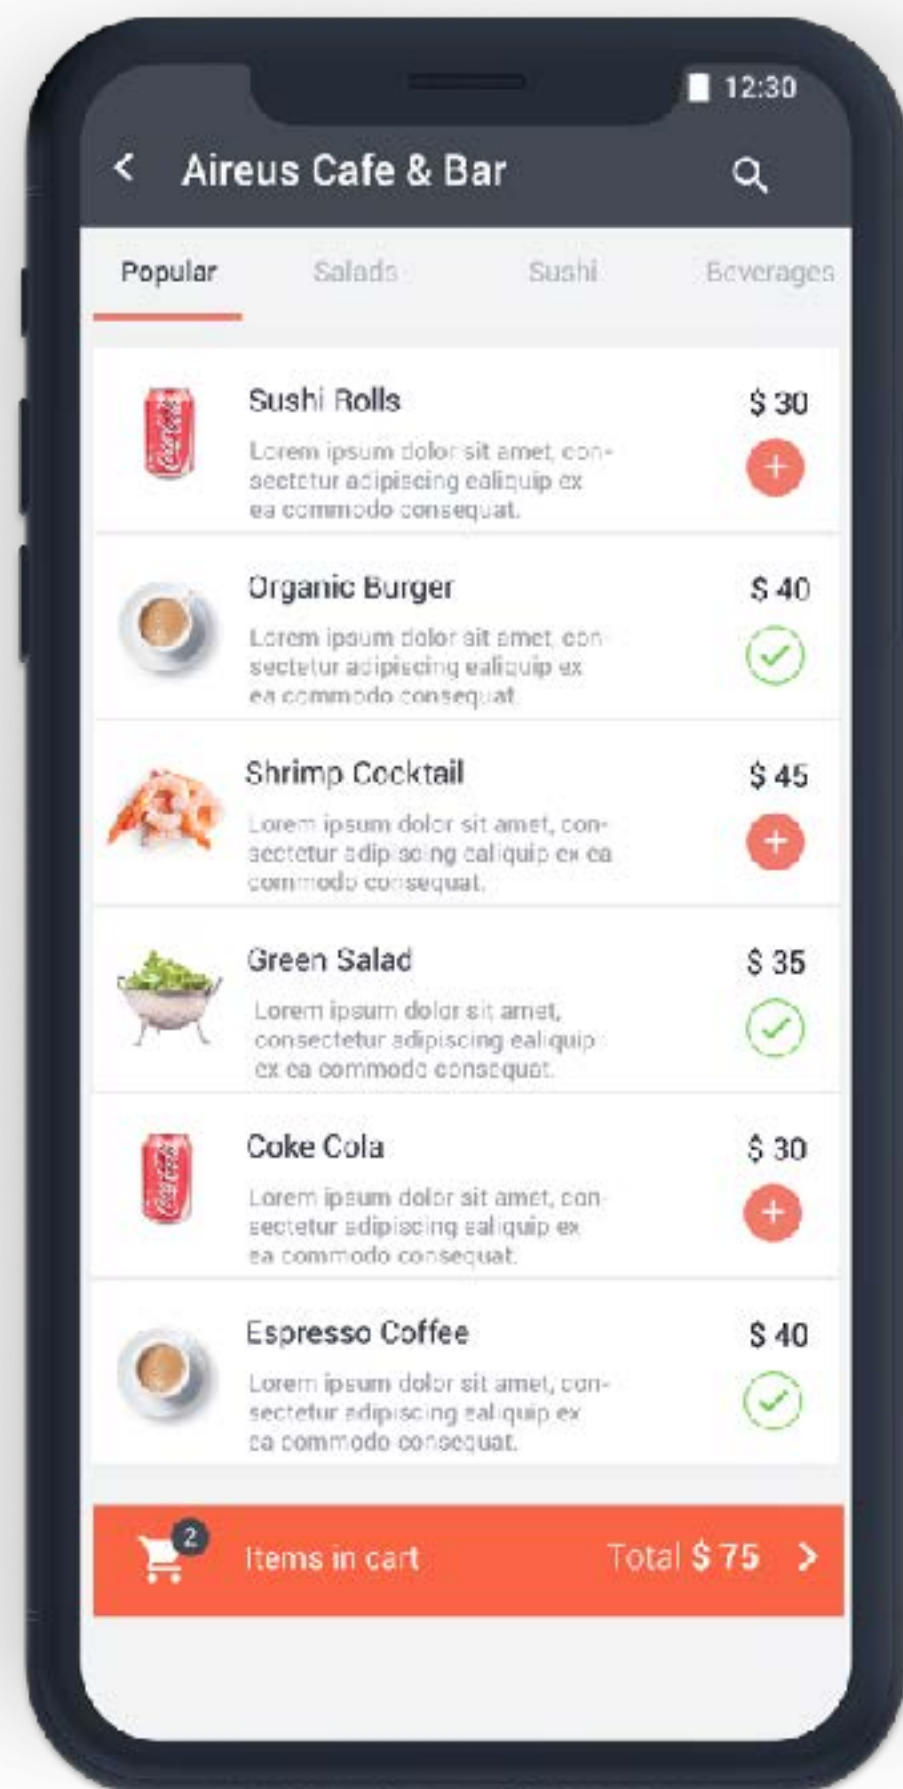 12:30
Aireus Cafe & Bar
Popular Salads Sushi Beverages
Coca-Cola
Sushi Rolls $ 30
Lorem ipsum dolor sit amet, con-
sectetur adipiscing ealiquip ex
ea commodo consequat.
Organic Burger $ 40
Lorem ipsum dolor sit amet, con-
sectetur adipiscing ealiquip ex
ea commodo consequat.
Shrimp Cocktail $ 45
Lorem ipsum dolor sit amet, con-
sectetur adipiscing ealiquip ex ea
commodo consequat.
Green Salad $ 35
Lorem ipsum dolor sit amet,
consectetur adipiscing ealiquip
ex ea commodo consequat.
Coca-Cola
Coke Cola $ 30
Lorem ipsum dolor sit amet, con-
sectetur adipiscing ealiquip ex
ea commodo consequat.
Espresso Coffee $ 40
Lorem ipsum dolor sit amet, con-
sectetur adipiscing ealiquip ex
ea commodo consequat.
2 Items in cart Total $ 75